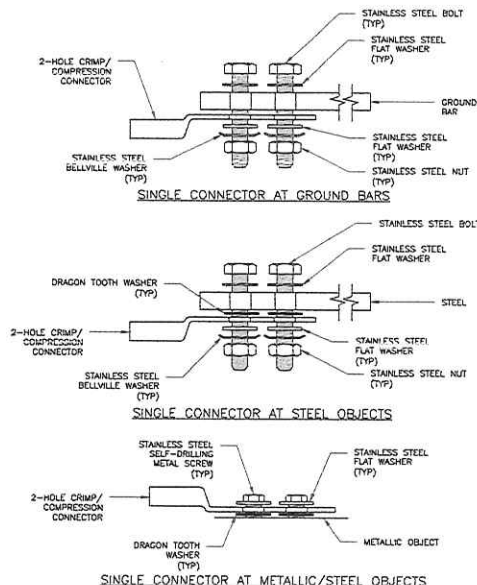 STAINLESS STEEL BOLT
(TYP)
STAINLESS STEEL
FLAT WASHER
(TYP)
2-HOLE CRIMP/
COMPRESSION
CONNECTOR
GROUND
BAR
STAINLESS STEEL
FLAT WASHER
(TYP)
STAINLESS STEEL
BELLVILLE WASHER
(TYP)
STAINLESS STEEL NUT
(TYP)
SINGLE CONNECTOR AT GROUND BARS
STAINLESS STEEL BOLT
STAINLESS STEEL
FLAT WASHER
DRAGON TOOTH WASHER
(TYP)
STEEL
2-HOLE CRIMP/
COMPRESSION
CONNECTOR
STAINLESS STEEL
FLAT WASHER
(TYP)
STAINLESS STEEL
BELLVILLE WASHER
(TYP)
STAINLESS STEEL NUT
(TYP)
SINGLE CONNECTOR AT STEEL OBJECTS
STAINLESS STEEL
SELF-DRILLING
METAL SCREW
(TYP)
STAINLESS STEEL
FLAT WASHER
(TYP)
2-HOLE CRIMP/
COMPRESSION
CONNECTOR
DRAGON TOOTH
WASHER
(TYP)
METALLIC OBJECT
SINGLE CONNECTOR AT METALLIC/STEEL OBJECTS